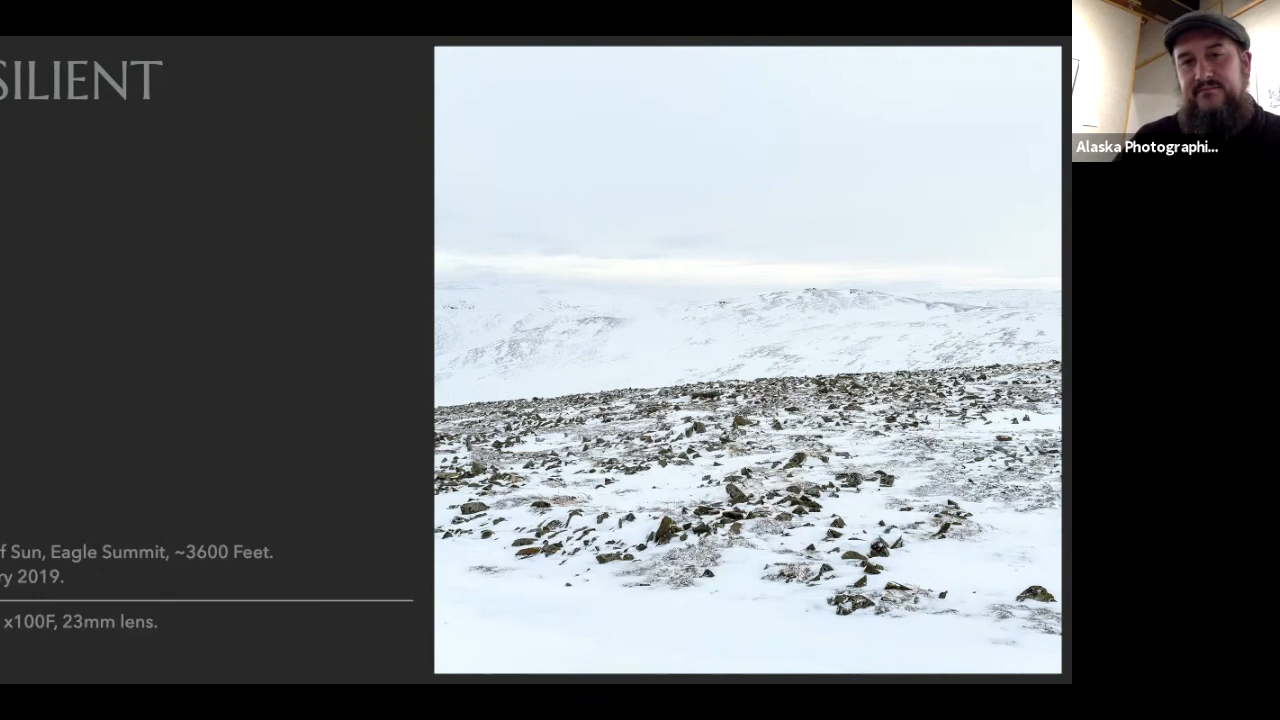 SILIENT
f Sun, Eagle Summit, ~3600 Feet.
ry 2019.
x100F, 23mm lens.
Alaska Photographi...